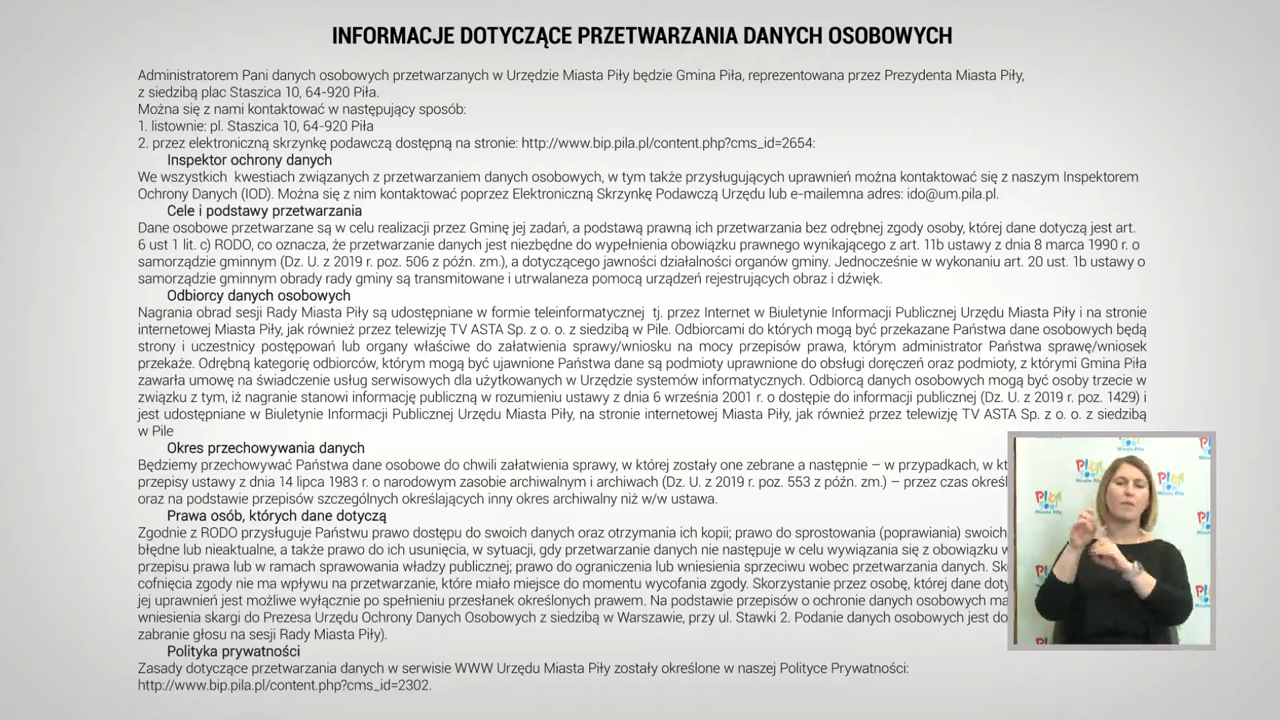 INFORMACJE DOTYCZĄCE PRZETWARZANIA DANYCH OSOBOWYCH
Administratorem Pani danych osobowych przetwarzanych w Urzędzie Miasta Piły będzie Gmina Piła, reprezentowana przez Prezydenta Miasta Piły,
z siedzibą plac Staszica 10, 64-920 Piła.
Można się z nami kontaktować w następujący sposób:
1. listownie: pl. Staszica 10, 64-920 Piła
2. przez elektroniczną skrzynkę podawczą dostępną na stronie: http://www.bip.pila.pl/content.php?cms_id=2654:
Inspektor ochrony danych
We wszystkich kwestiach związanych z przetwarzaniem danych osobowych, w tym także przysługujących uprawnień można kontaktować się z naszym Inspektorem
Ochrony Danych (IOD). Można się z nim kontaktować poprzez Elektroniczną Skrzynkę Podawczą Urzędu lub e-mailemna adres: ido@um.pila.pl.
Cele i podstawy przetwarzania
Dane osobowe przetwarzane są w celu realizacji przez Gminę jej zadań, a podstawą prawną ich przetwarzania bez odrębnej zgody osoby, której dane dotyczą jest art.
6 ust 1 lit. c) RODO, co oznacza, że przetwarzanie danych jest niezbędne do wypełnienia obowiązku prawnego wynikającego z art. 11b ustawy z dnia 8 marca 1990 r. o
samorządzie gminnym (Dz. U. z 2019 r. poz. 506 z późn. zm.), a dotyczącego jawności działalności organów gminy. Jednocześnie w wykonaniu art. 20 ust. 1b ustawy o
samorządzie gminnym obrady rady gminy są transmitowane i utrwalaneza pomocą urządzeń rejestrujących obraz i dźwięk.
Odbiorcy danych osobowych
Nagrania obrad sesji Rady Miasta Piły są udostępniane w formie teleinformatycznej tj. przez Internet w Biuletynie Informacji Publicznej Urzędu Miasta Piły i na stronie
internetowej Miasta Piły, jak również przez telewizję TV ASTA Sp. z o. o. z siedzibą w Pile. Odbiorcami do których mogą być przekazane Państwa dane osobowych będą
strony i uczestnicy postępowań lub organy właściwe do załatwienia sprawy/wniosku na mocy przepisów prawa, którym administrator Państwa sprawę/wniosek
przekaże. Odrębną kategorię odbiorców, którym mogą być ujawnione Państwa dane są podmioty uprawnione do obsługi doręczeń oraz podmioty, z którymi Gmina Piła
zawarła umowę na świadczenie usług serwisowych dla użytkowanych w Urzędzie systemów informatycznych. Odbiorcą danych osobowych mogą być osoby trzecie w
związku z tym, iż nagranie stanowi informację publiczną w rozumieniu ustawy z dnia 6 września 2001 r. o dostępie do informacji publicznej (Dz. U. z 2019 r. poz. 1429) i
jest udostępniane w Biuletynie Informacji Publicznej Urzędu Miasta Piły, na stronie internetowej Miasta Piły, jak również przez telewizję TV ASTA Sp. z o. o. z siedzibą
w Pile
Okres przechowywania danych
Będziemy przechowywać Państwa dane osobowe do chwili załatwienia sprawy, w której zostały one zebrane a następnie – w przypadkach, w kt
przepisy ustawy z dnia 14 lipca 1983 r. o narodowym zasobie archiwalnym i archiwach (Dz. U. z 2019 r. poz. 553 z późn. zm.) – przez czas określ
oraz na podstawie przepisów szczególnych określających inny okres archiwalny niż w/w ustawa.
Prawa osób, których dane dotyczą
Zgodnie z RODO przysługuje Państwu prawo dostępu do swoich danych oraz otrzymania ich kopii; prawo do sprostowania (poprawiania) swoich
błędne lub nieaktualne, a także prawo do ich usunięcia, w sytuacji, gdy przetwarzanie danych nie następuje w celu wywiązania się z obowiązku w
przepisu prawa lub w ramach sprawowania władzy publicznej; prawo do ograniczenia lub wniesienia sprzeciwu wobec przetwarzania danych. Sk
cofnięcia zgody nie ma wpływu na przetwarzanie, które miało miejsce do momentu wycofania zgody. Skorzystanie przez osobę, której dane doty
jej uprawnień jest możliwe wyłącznie po spełnieniu przesłanek określonych prawem. Na podstawie przepisów o ochronie danych osobowych ma
wniesienia skargi do Prezesa Urzędu Ochrony Danych Osobowych z siedzibą w Warszawie, przy ul. Stawki 2. Podanie danych osobowych jest do
zabranie głosu na sesji Rady Miasta Piły).
Polityka prywatności
Zasady dotyczące przetwarzania danych w serwisie WWW Urzędu Miasta Piły zostały określone w naszej Polityce Prywatności:
http://www.bip.pila.pl/content.php?cms_id=2302.